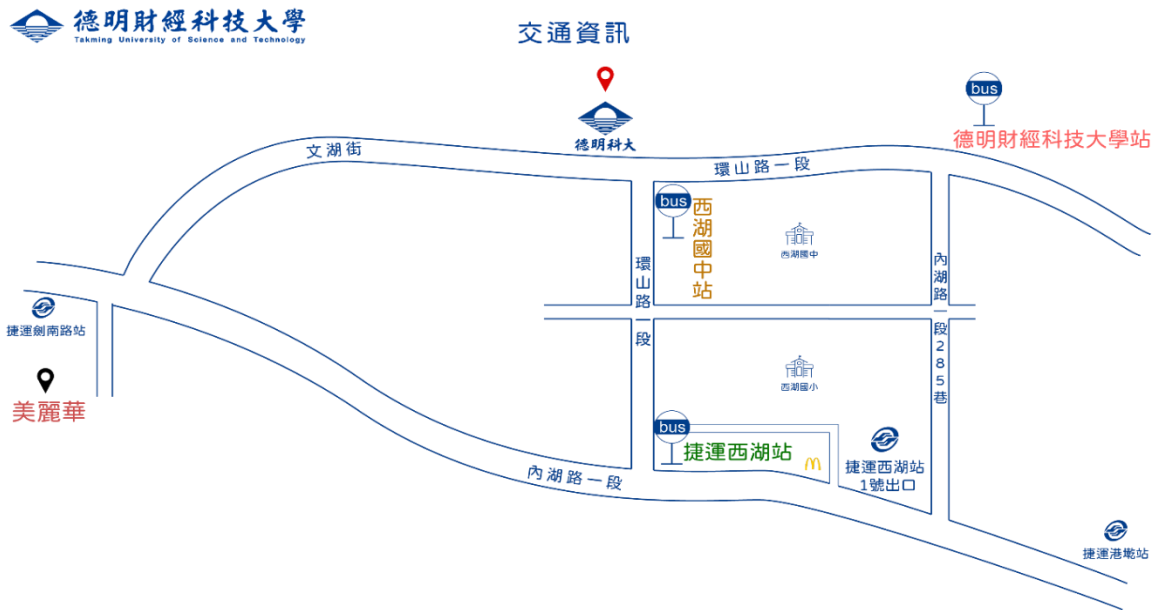 德明財經科技大學
Takming University of Science and Technology
交通資訊
bus
德明財經科技大學站
德明科大
文湖街
環山路一段
bus
西湖國中站
西湖國中
環山路一段
內湖路一段285巷
捷運劍南路站
美麗華
西湖國小
bus
捷運西湖站
捷運西湖站
1號出口
內湖路一段
捷運港墘站